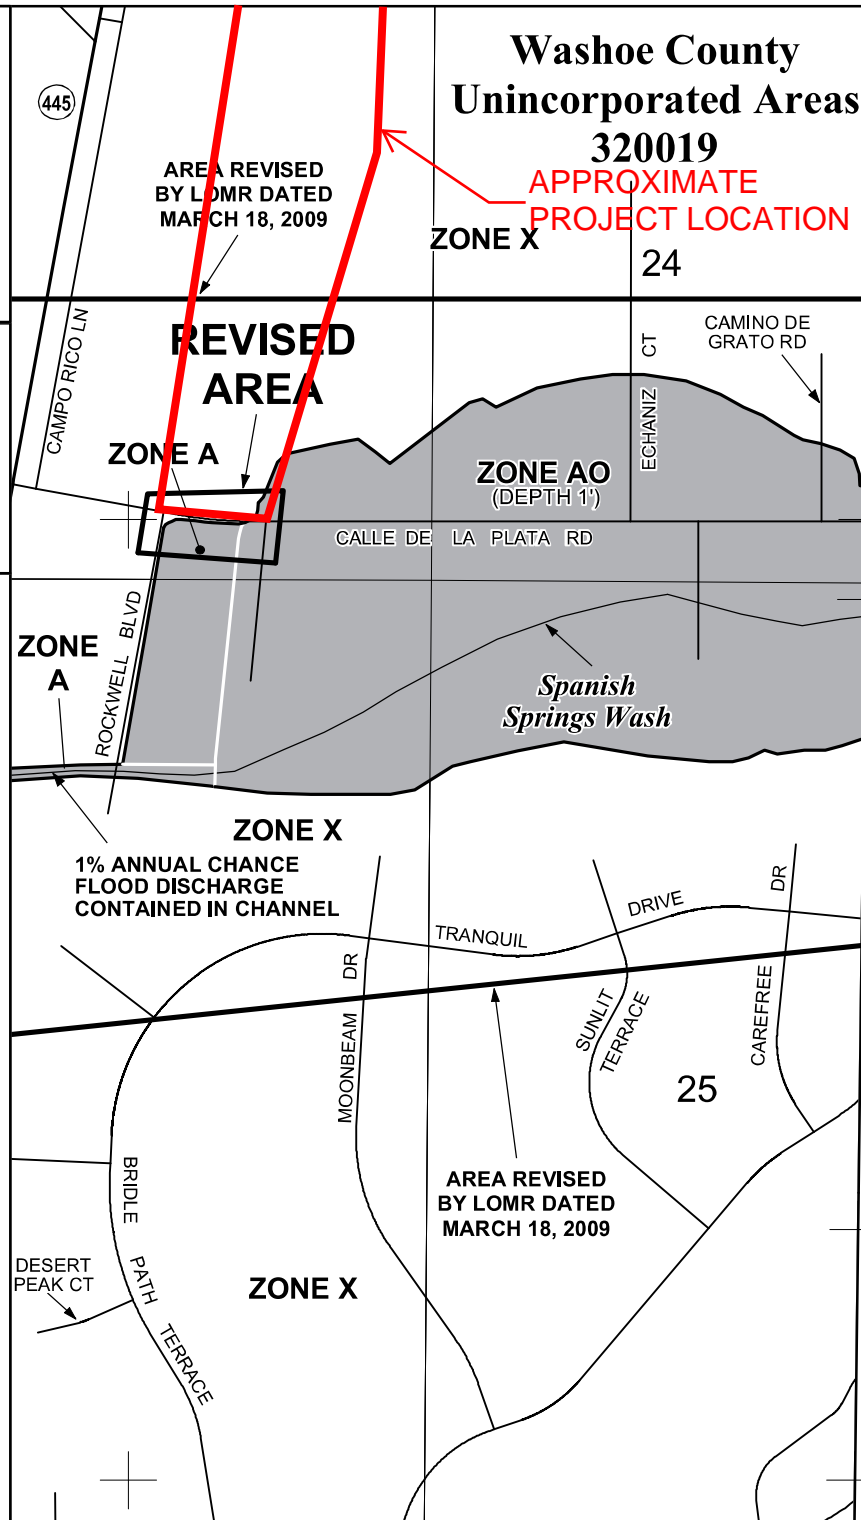 Washoe County
Unincorporated Areas
320019
445
AREA REVISED
BY LOMR DATED
MARCH 18, 2009
APPROXIMATE
PROJECT LOCATION
ZONE X
24
CAMPO RICO LN
REVISED
AREA
CAMINO DE
GRATO RD
ECHANIZ CT
ZONE A
ZONE AO
(DEPTH 1')
CALLE DE LA PLATA RD
ROCKWELL BLVD
ZONE
A
Spanish
Springs Wash
ZONE X
1% ANNUAL CHANCE
FLOOD DISCHARGE
CONTAINED IN CHANNEL
TRANQUIL DRIVE
MOONBEAM DR
SUNLIT
TERRACE
CAREFREE DR
25
BRIDLE PATH TERRACE
AREA REVISED
BY LOMR DATED
MARCH 18, 2009
DESERT
PEAK CT
ZONE X